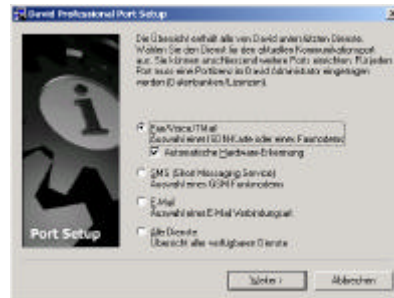 David Professional Port Setup
Die Übersicht enthält alle von David unterstützten Dienste.
Wählen Sie den Dienst für den aktuellen Kommunikationsport
aus. Sie können anschliessend weitere Ports einrichten. Für jeden
Port muss eine Portlizenz im David Administrator eingetragen
werden (Datenbanken/Lizenzen).
Fax/Voice/TMail
Auswahl einer ISDN-Karte oder eines Faxmodems
Automatische Hardware-Erkennung
SMS (Short Messaging Service)
Auswahl eines GSM Funkmodems
E-Mail
Auswahl einer E-Mail Verbindungsart
Alle Dienste
Übersicht aller verfügbaren Dienste
Port Setup
Weiter >
Abbrechen